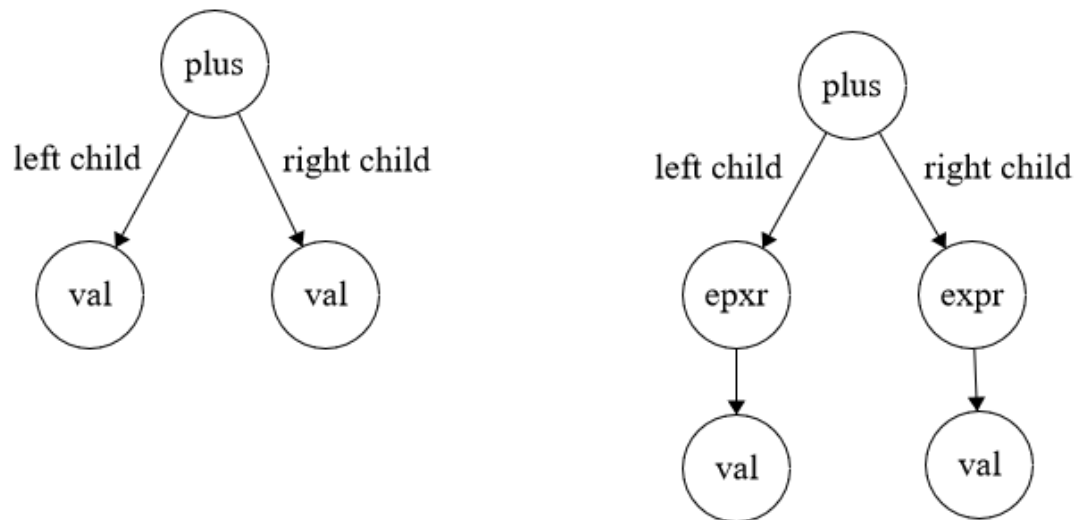 plus
left child
right child
val
val
plus
left child
right child
epxr
expr
val
val